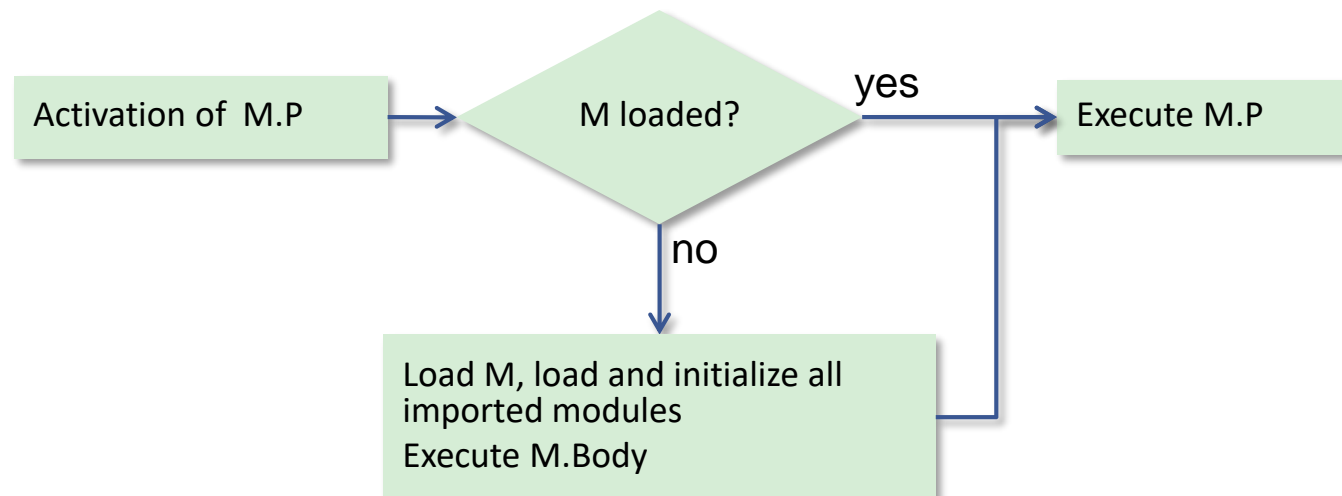 Activation of M.P
M loaded?
yes
Execute M.P
no
Load M, load and initialize all
imported modules
Execute M.Body